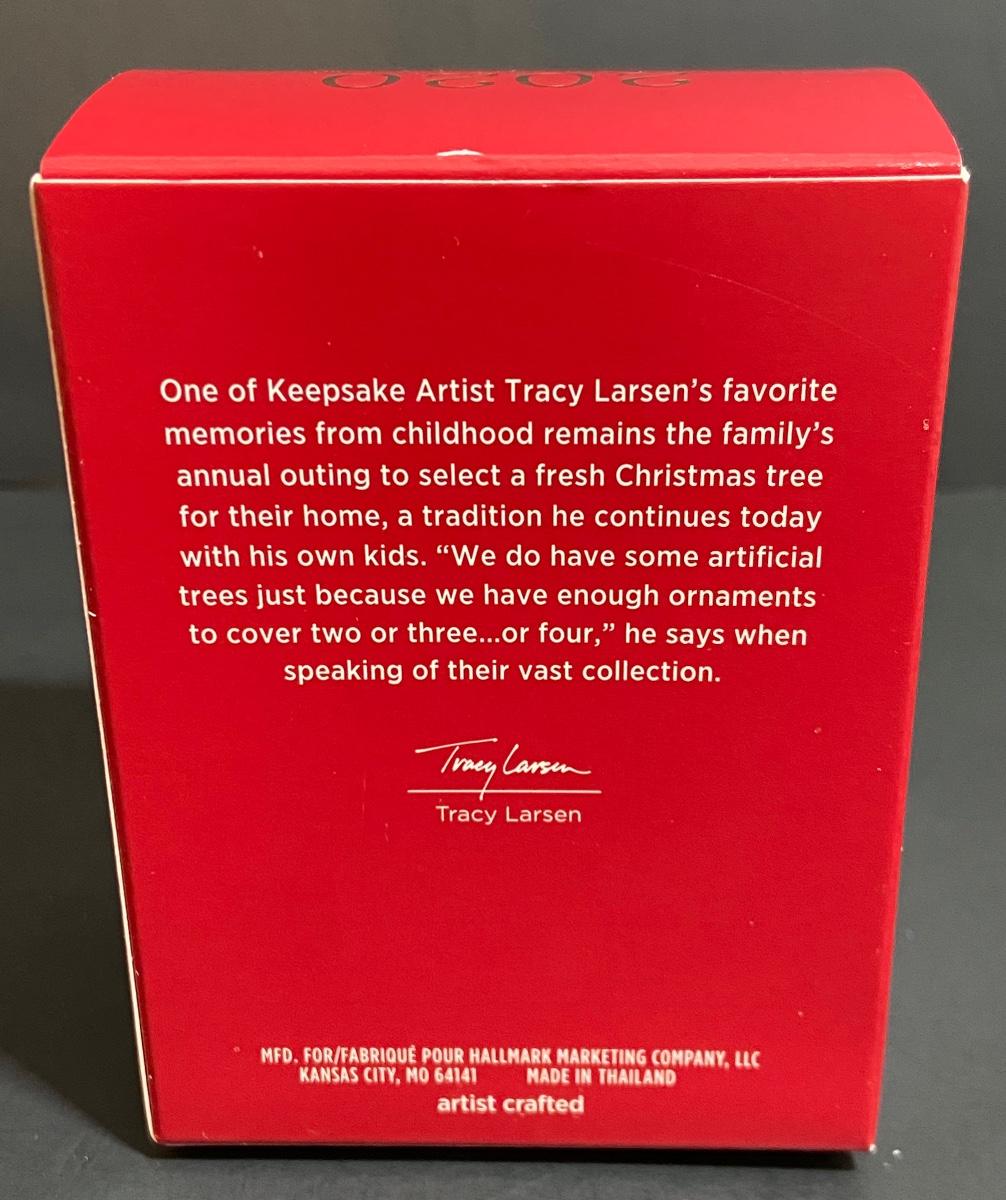 2020
One of Keepsake Artist Tracy Larsen’s favorite
memories from childhood remains the family’s
annual outing to select a fresh Christmas tree
for their home, a tradition he continues today
with his own kids. “We do have some artificial
trees just because we have enough ornaments
to cover two or three...or four,” he says when
speaking of their vast collection.
Tracy Larsen
Tracy Larsen
MFD. FOR/FABRIQUÉ POUR HALLMARK MARKETING COMPANY, LLC
KANSAS CITY, MO 64141 MADE IN THAILAND
artist crafted